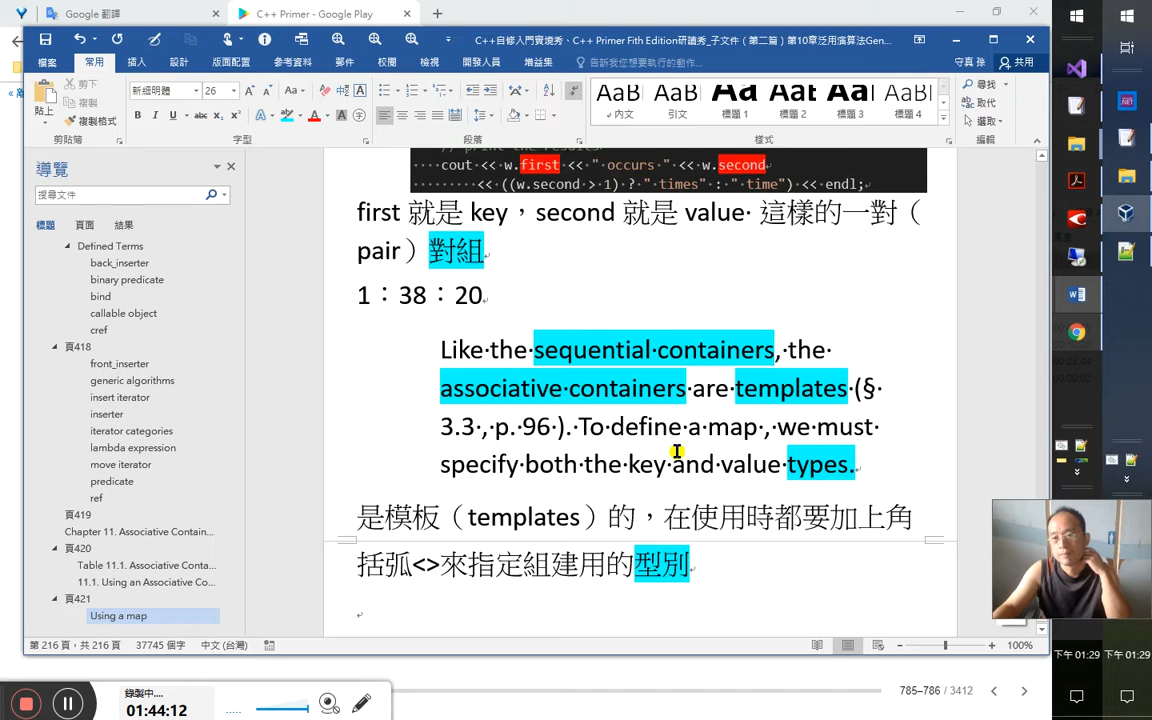 Google 翻譯
C++ Primer - Google Play
C++自修入門實境秀、C++ Primer Fith Edition研讀秀_子文件(第二篇)第10章泛用演算法Gen...
檔案 常用 插入 設計 版面配置 參考資料 郵件 校閱 檢視 開發人員 增益集 告訴我您想要執行的動作... 守真 孫 共用
貼上 剪下 複製 複製格式
新細明體 26
AaB 內文 AaBb 引文 Aa 標題 1 AaB 標題 2 AaB 標題 3 AaBb 標題 4
尋找 取代 選取
剪貼簿 字型 段落 樣式 編輯
導覽
搜尋文件
標題 頁面 結果
Defined Terms
back_inserter
binary predicate
bind
callable object
cref
頁418
front_inserter
generic algorithms
insert iterator
inserter
iterator categories
lambda expression
move iterator
predicate
ref
頁419
Chapter 11. Associative Contain...
頁420
Table 11.1. Associative Conta...
11.1. Using an Associative Co...
頁421
Using a map
// print the results
cout << w.first << " occurs " << w.second
<< ((w.second > 1) ? " times" : " time") << endl;
first 就是 key,second 就是 value 這樣的一對(
pair)對組
1:38:20
Like the sequential containers, the
associative containers are templates (§
3.3 , p. 96 ). To define a map , we must
specify both the key and value types.
是模板(templates)的,在使用時都要加上角
括弧<>來指定組建用的型別
第 216 頁,共 216 頁 37745 個字 中文 (台灣) 100%
錄製中...
01:44:12
785–786 / 3412
下午 01:29 下午 01:29